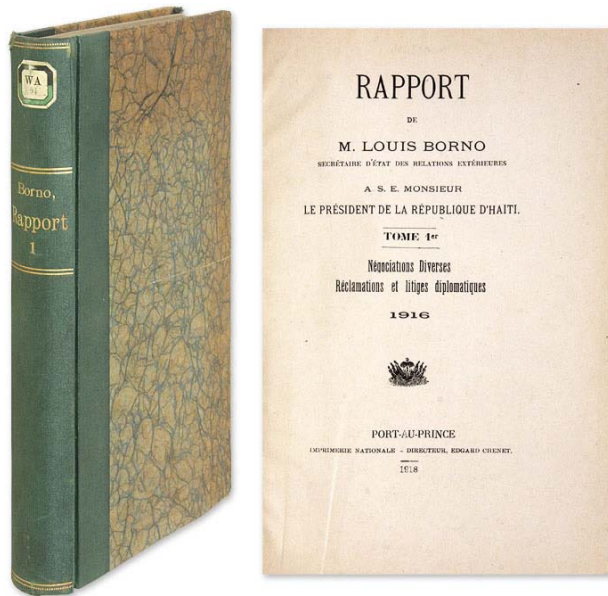 WA
Borno,
Rapport
1
RAPPORT
DE
M. LOUIS BORNO
SECRÉTAIRE D'ÉTAT DES RELATIONS EXTÉRIEURES
A S. E. MONSIEUR
LE PRÉSIDENT DE LA RÉPUBLIQUE D'HAITI.
TOME 1er
Négociations Diverses
Réclamations et litiges diplomatiques
1916
PORT-AU-PRINCE
IMPRIMERIE NATIONALE - DIRECTEUR, EDGARD CHENET,
1918